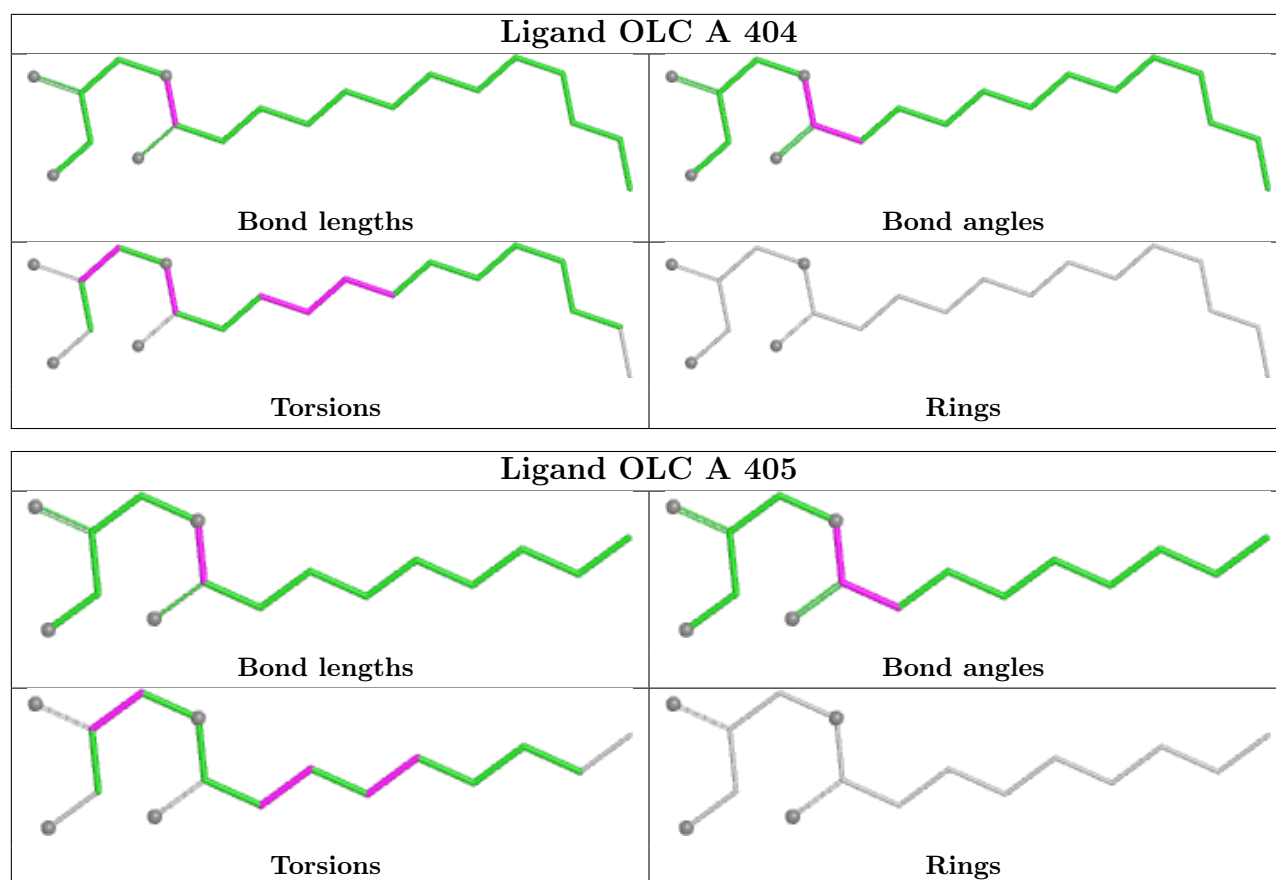 Ligand OLC A 404
Bond lengths
Bond angles
Torsions
Rings
Ligand OLC A 405
Bond lengths
Bond angles
Torsions
Rings